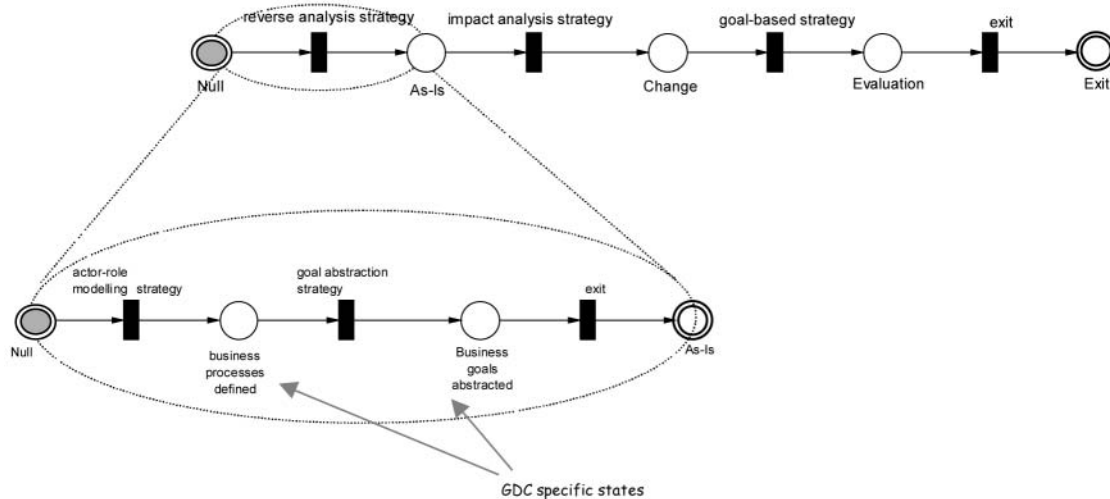 reverse analysis strategy
impact analysis strategy
goal-based strategy
exit
Null
As-Is
Change
Evaluation
Exit
actor-role
modelling strategy
goal abstraction
strategy
exit
Null
business
processes
defined
Business
goals
abstracted
As-Is
GDC specific states